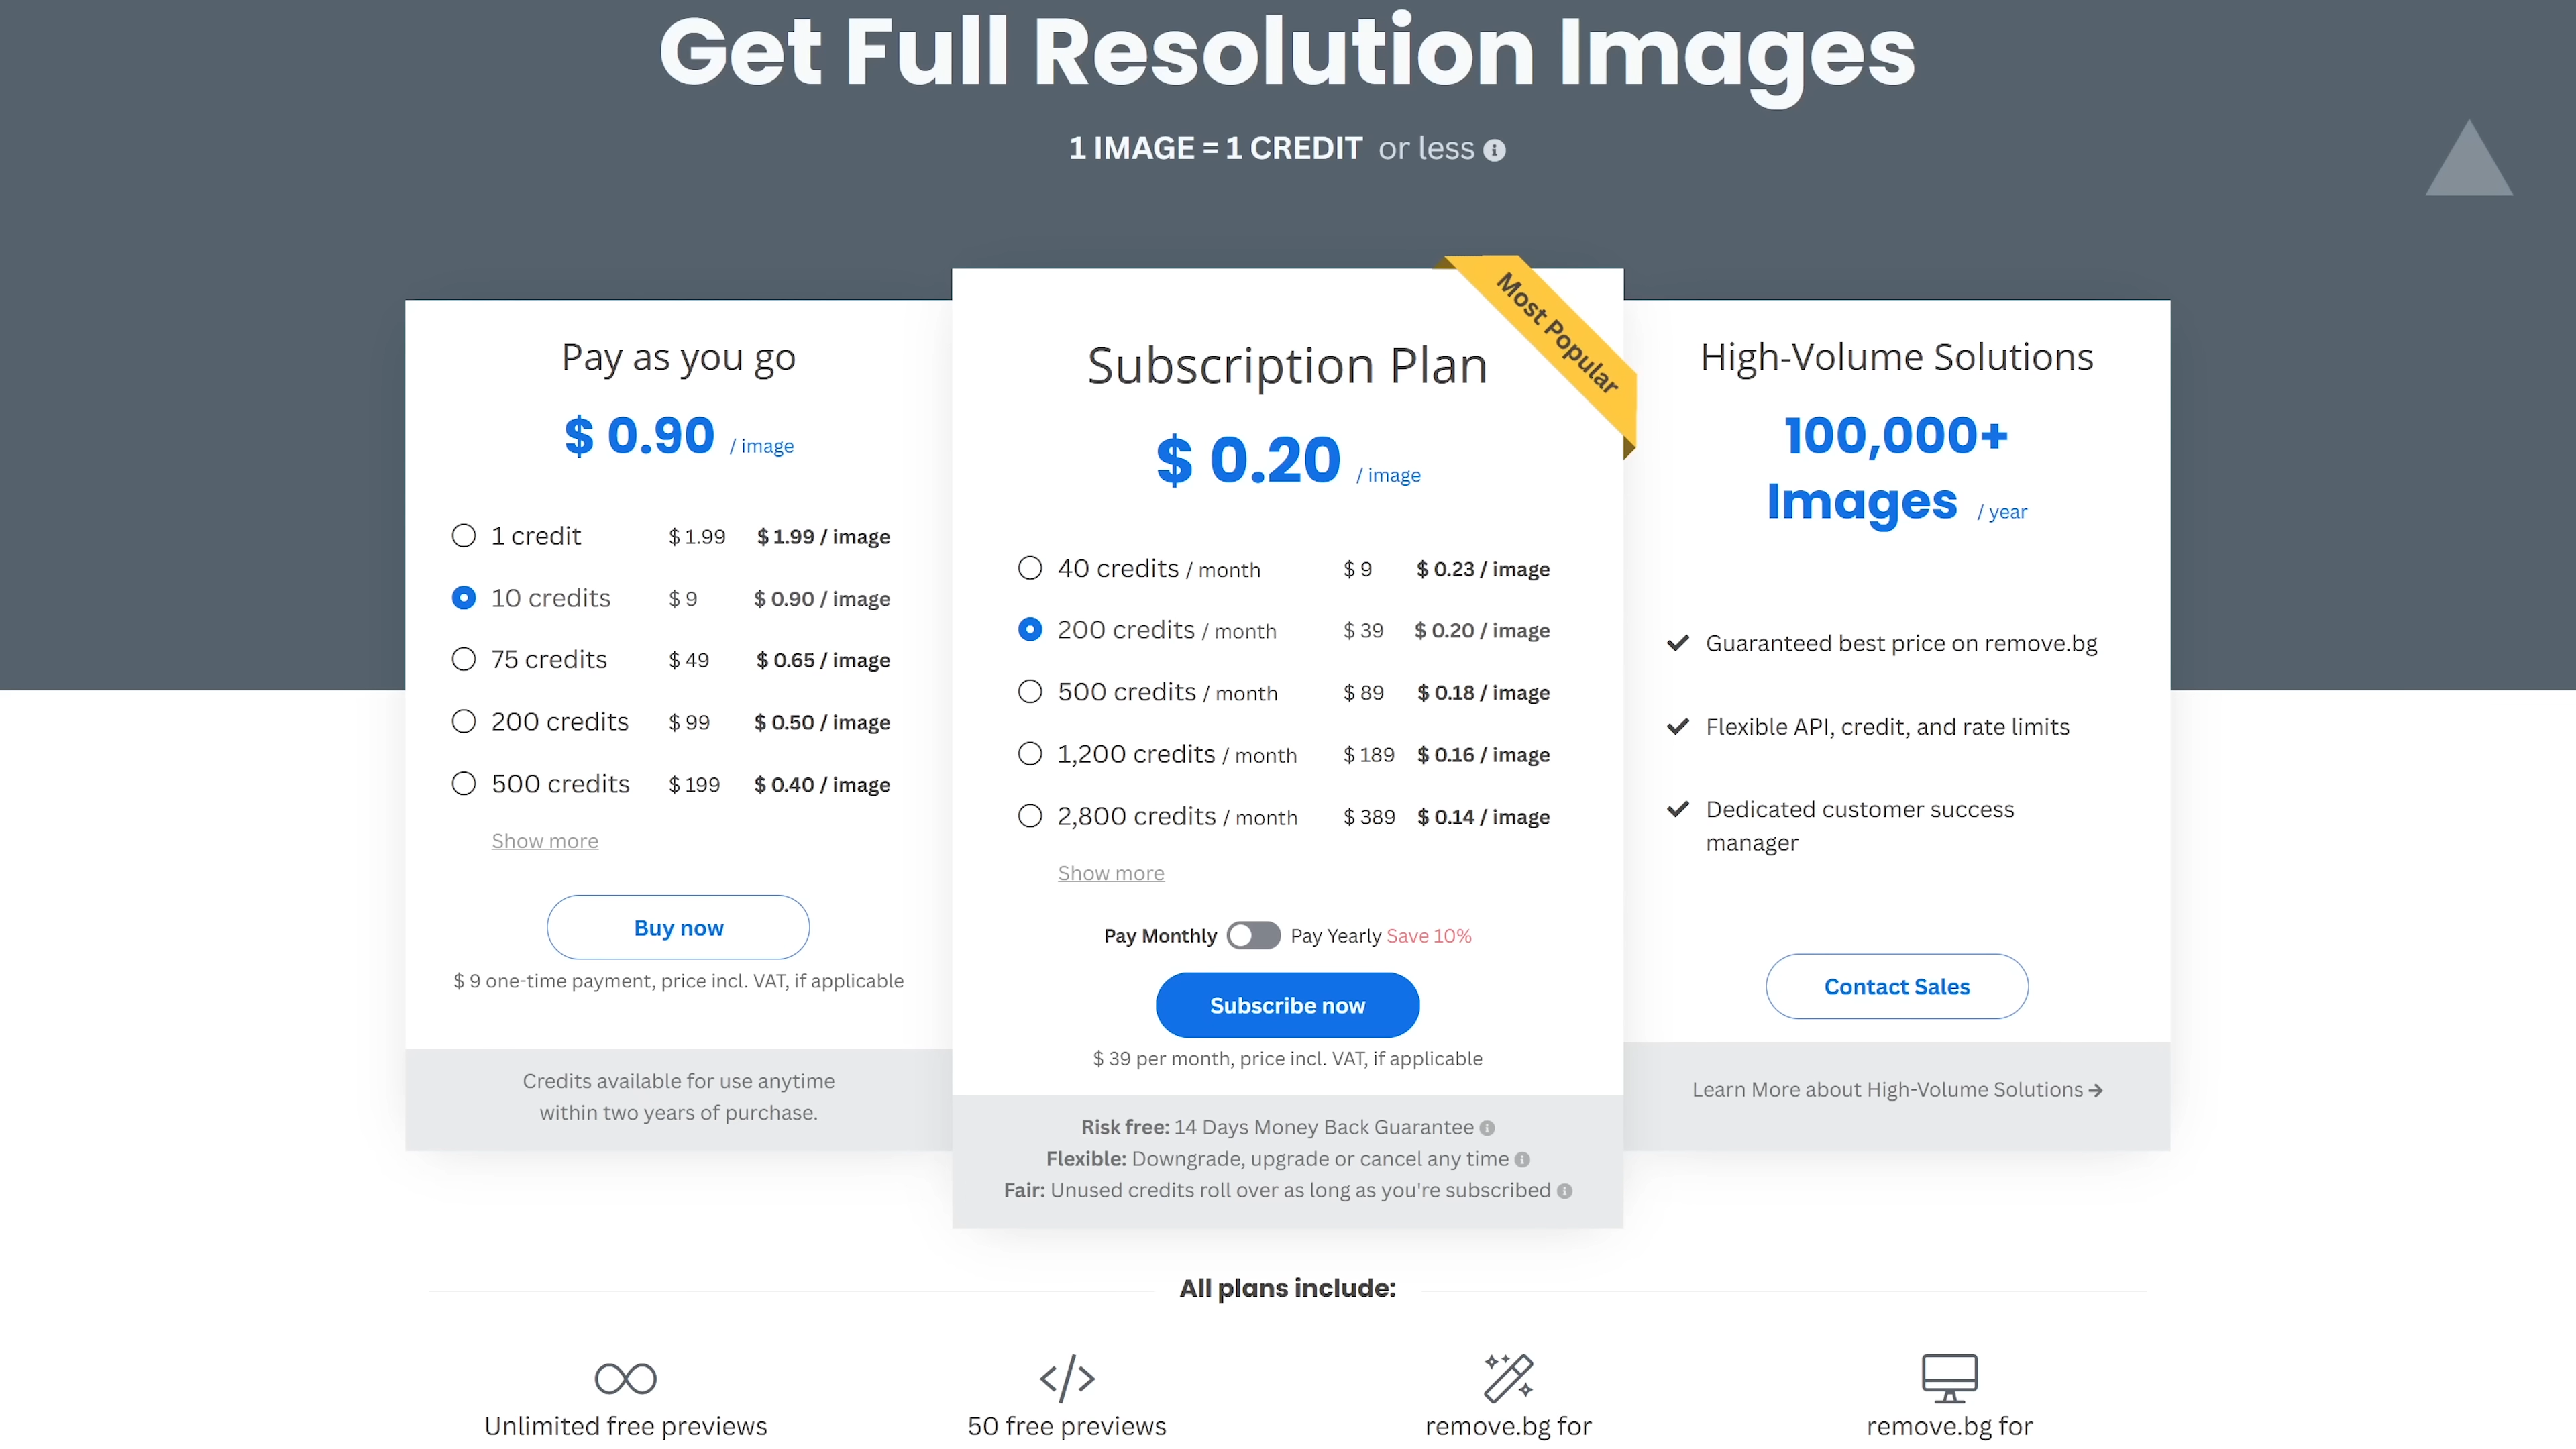 Get Full Resolution Images
1 IMAGE = 1 CREDIT or less
Pay as you go
$ 0.90 / image
1 credit $ 1.99 $ 1.99 / image
10 credits $ 9 $ 0.90 / image
75 credits $ 49 $ 0.65 / image
200 credits $ 99 $ 0.50 / image
500 credits $ 199 $ 0.40 / image
Show more
Buy now
$ 9 one-time payment, price incl. VAT, if applicable
Credits available for use anytime
within two years of purchase.
Most Popular
Subscription Plan
$ 0.20 / image
40 credits / month $ 9 $ 0.23 / image
200 credits / month $ 39 $ 0.20 / image
500 credits / month $ 89 $ 0.18 / image
1,200 credits / month $ 189 $ 0.16 / image
2,800 credits / month $ 389 $ 0.14 / image
Show more
Pay Monthly Pay Yearly Save 10%
Subscribe now
$ 39 per month, price incl. VAT, if applicable
Risk free: 14 Days Money Back Guarantee
Flexible: Downgrade, upgrade or cancel any time
Fair: Unused credits roll over as long as you're subscribed
High-Volume Solutions
100,000+
Images / year
Guaranteed best price on remove.bg
Flexible API, credit, and rate limits
Dedicated customer success
manager
Contact Sales
Learn More about High-Volume Solutions →
All plans include:
Unlimited free previews
50 free previews
remove.bg for
remove.bg for